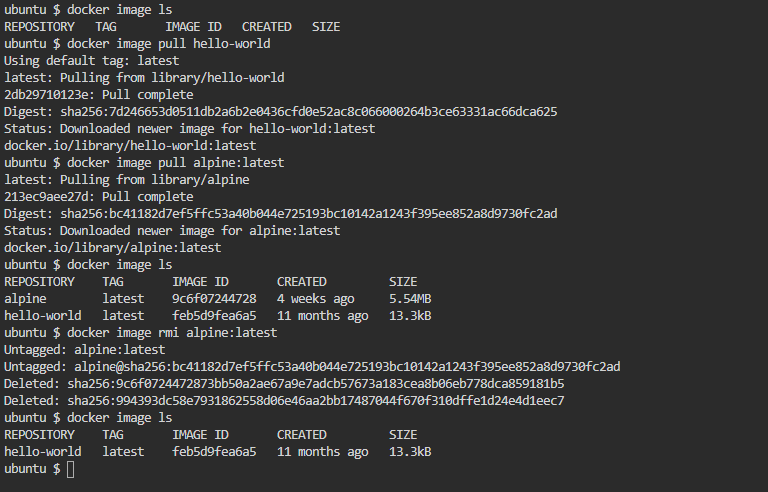 ubuntu $ docker image ls
REPOSITORY   TAG       IMAGE ID   CREATED   SIZE
ubuntu $ docker image pull hello-world
Using default tag: latest
latest: Pulling from library/hello-world
2db29710123e: Pull complete
Digest: sha256:7d246653d0511db2a6b2e0436cfd0e52ac8c066000264b3ce63331ac66dca625
Status: Downloaded newer image for hello-world:latest
docker.io/library/hello-world:latest
ubuntu $ docker image pull alpine:latest
latest: Pulling from library/alpine
213ec9aee27d: Pull complete
Digest: sha256:bc41182d7ef5ffc53a40b044e725193bc10142a1243f395ee852a8d9730fc2ad
Status: Downloaded newer image for alpine:latest
docker.io/library/alpine:latest
ubuntu $ docker image ls
REPOSITORY    TAG       IMAGE ID       CREATED         SIZE
alpine        latest    9c6f07244728   4 weeks ago     5.54MB
hello-world   latest    feb5d9fea6a5   11 months ago   13.3kB
ubuntu $ docker image rmi alpine:latest
Untagged: alpine:latest
Untagged: alpine@sha256:bc41182d7ef5ffc53a40b044e725193bc10142a1243f395ee852a8d9730fc2ad
Deleted: sha256:9c6f0724472873bb50a2ae67a9e7adcb57673a183cea8b06eb778dca859181b5
Deleted: sha256:994393dc58e7931862558d06e46aa2bb17487044f670f310dffe1d24e4d1eec7
ubuntu $ docker image ls
REPOSITORY    TAG       IMAGE ID       CREATED         SIZE
hello-world   latest    feb5d9fea6a5   11 months ago   13.3kB
ubuntu $